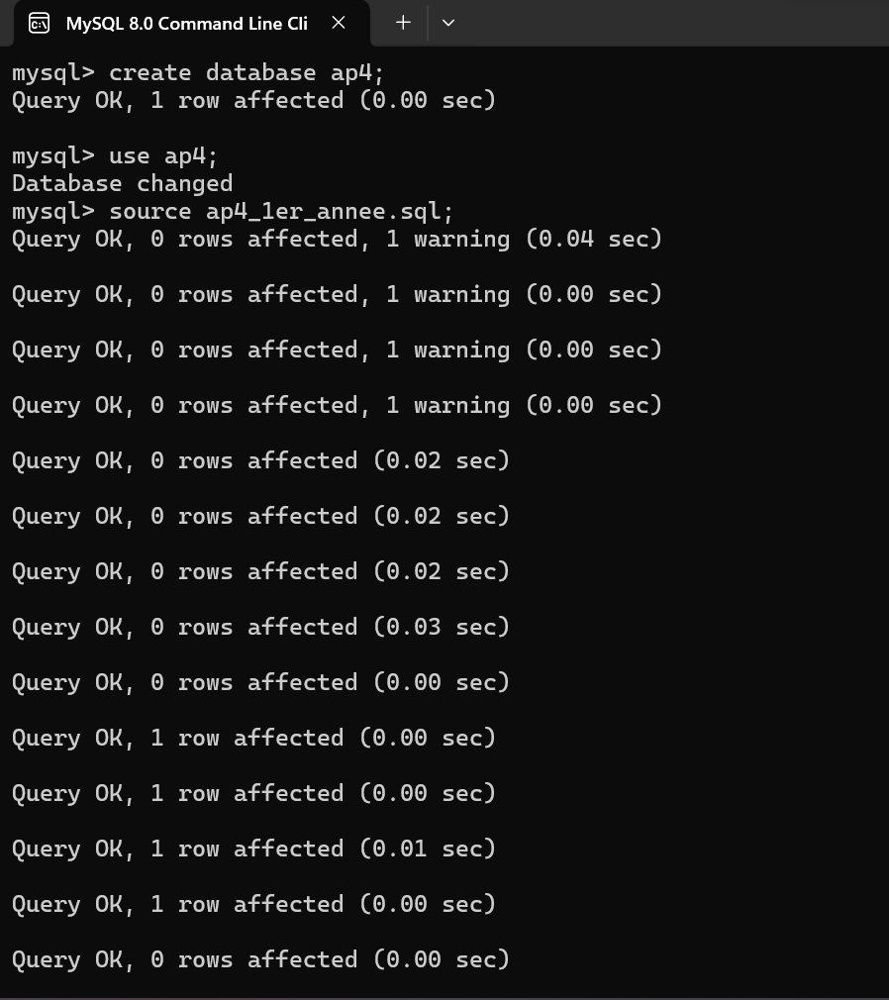 MySQL 8.0 Command Line Cli
mysql> create database ap4;
Query OK, 1 row affected (0.00 sec)
mysql> use ap4;
Database changed
mysql> source ap4_1er_annee.sql;
Query OK, 0 rows affected, 1 warning (0.04 sec)
Query OK, 0 rows affected, 1 warning (0.00 sec)
Query OK, 0 rows affected, 1 warning (0.00 sec)
Query OK, 0 rows affected, 1 warning (0.00 sec)
Query OK, 0 rows affected (0.02 sec)
Query OK, 0 rows affected (0.02 sec)
Query OK, 0 rows affected (0.02 sec)
Query OK, 0 rows affected (0.03 sec)
Query OK, 0 rows affected (0.00 sec)
Query OK, 1 row affected (0.00 sec)
Query OK, 1 row affected (0.00 sec)
Query OK, 1 row affected (0.01 sec)
Query OK, 1 row affected (0.00 sec)
Query OK, 0 rows affected (0.00 sec)